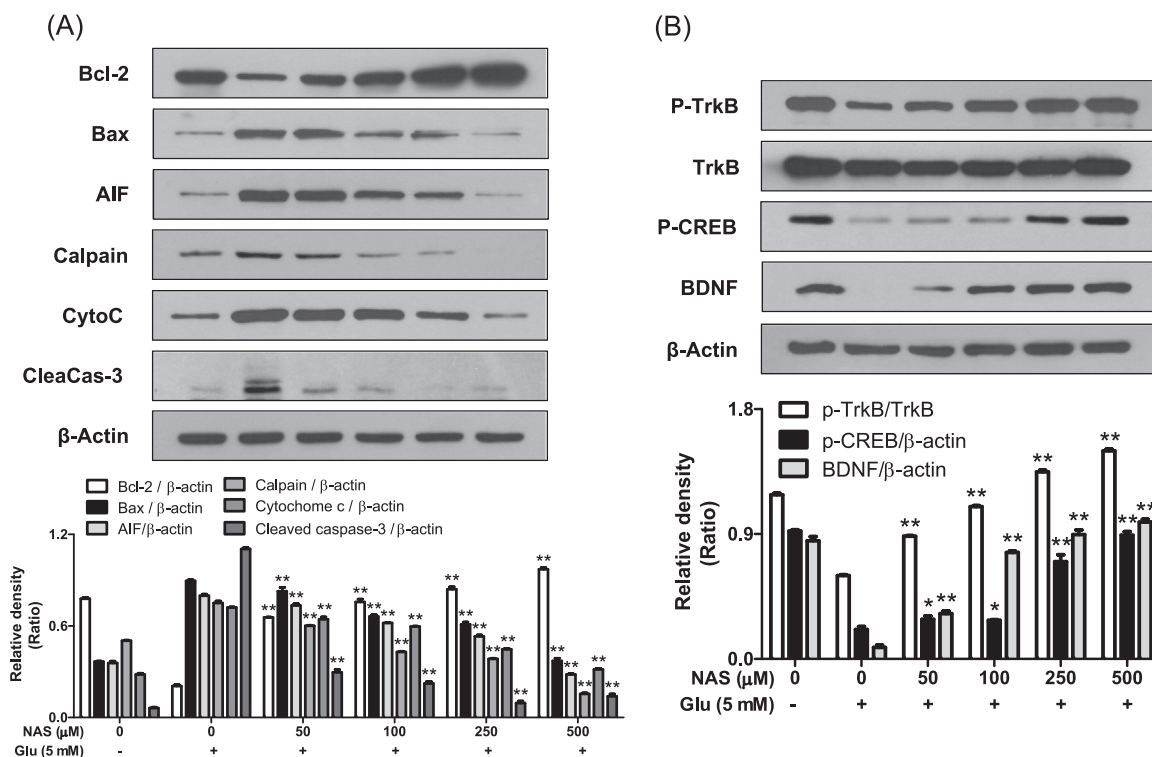 (A)
Bcl-2
Bax
AIF
Calpain
CytoC
CleaCas-3
β-Actin
Bcl-2 / β-actin
Calpain / β-actin
Bax / β-actin
Cytochome c / β-actin
AIF/β-actin
Cleaved caspase-3 / β-actin
Relative density
(Ratio)
1.2
0.6
0.0
** ** ** ** ** **
** ** ** ** ** **
** ** ** ** ** **
** ** ** ** ** **
NAS (μM) 0 0 50 100 250 500
Glu (5 mM) - + + + + +
(B)
P-TrkB
TrkB
P-CREB
BDNF
β-Actin
p-TrkB/TrkB
p-CREB/β-actin
BDNF/β-actin
Relative density
(Ratio)
1.8
0.9
0.0
** * **
** * **
** ** **
** ** **
NAS (μM) 0 0 50 100 250 500
Glu (5 mM) - + + + + +